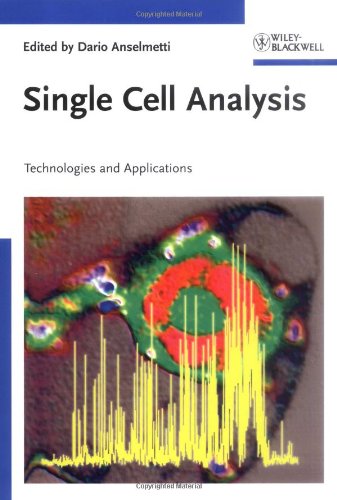 Edited by Dario Anselmetti
WILEY-
BLACKWELL
Single Cell Analysis
Technologies and Applications